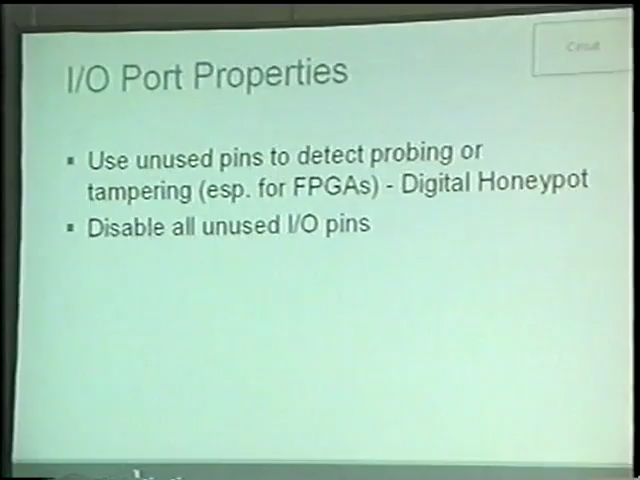 Circuit
I/O Port Properties
▪ Use unused pins to detect probing or
tampering (esp. for FPGAs) - Digital Honeypot
▪ Disable all unused I/O pins